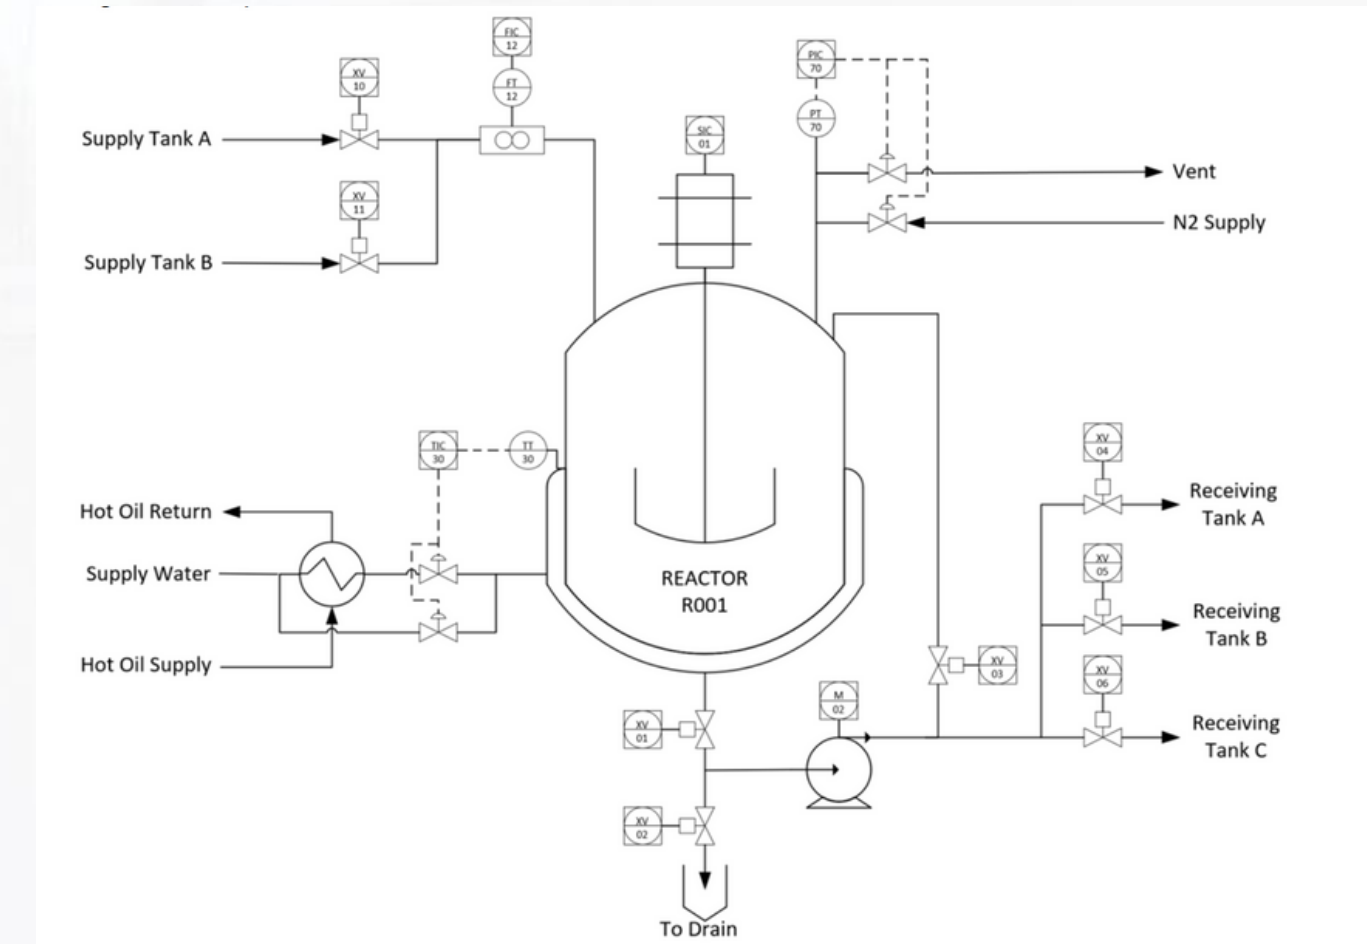 FIC
12
FT
12
XV
10
Supply Tank A
XV
11
Supply Tank B
SIC
01
PIC
70
PT
70
Vent
N2 Supply
TIC
30
TT
30
Hot Oil Return
Supply Water
Hot Oil Supply
REACTOR
R001
XV
04
Receiving
Tank A
XV
05
Receiving
Tank B
XV
03
XV
06
Receiving
Tank C
M
02
XV
01
XV
02
To Drain